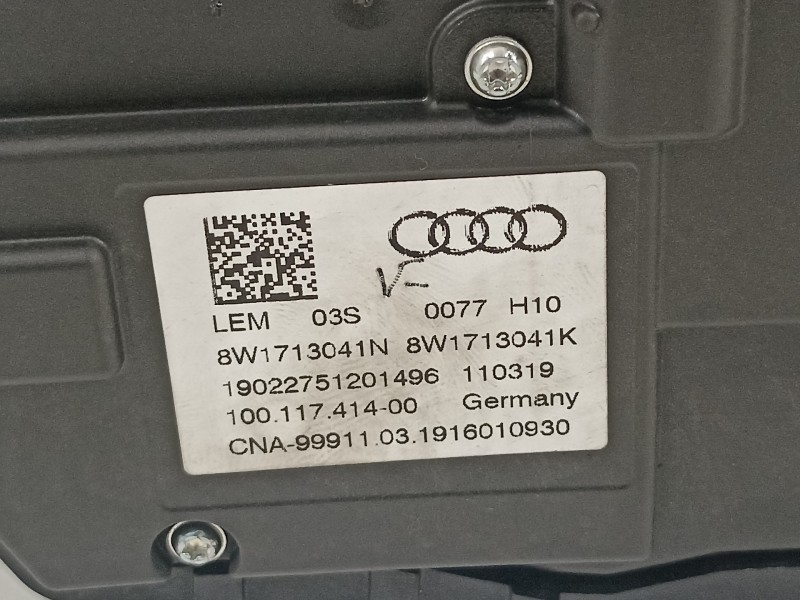 LEM 03S 0077 H10
8W1713041N 8W1713041K
19022751201496 110319
100.117.414-00 Germany
CNA-99911.03.1916010930